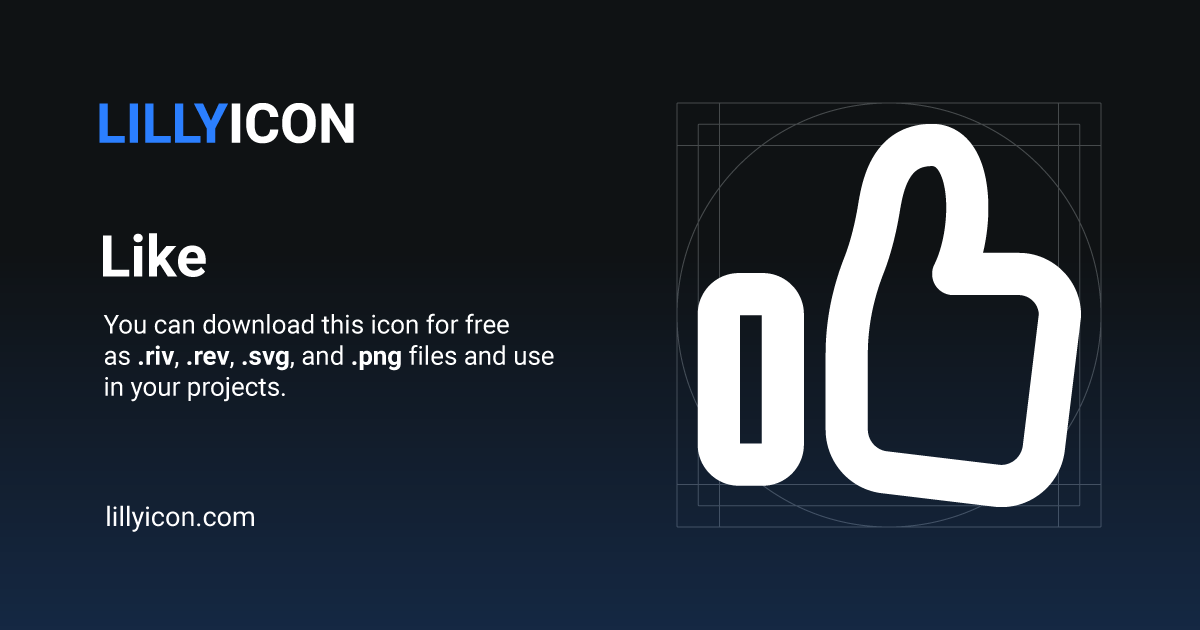 LILLYICON
Like
You can download this icon for free
as .riv, .rev, .svg, and .png files and use
in your projects.
lillyicon.com